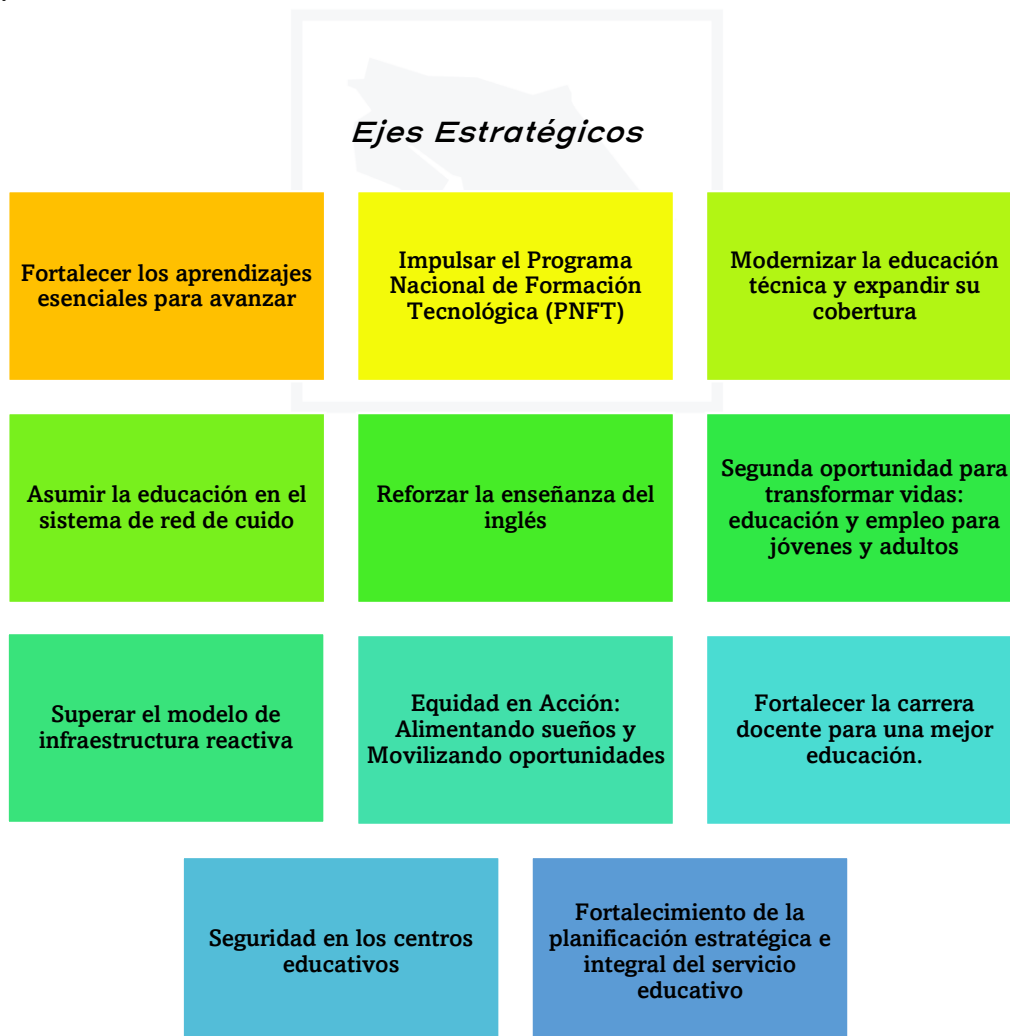 Ejes Estratégicos
Fortalecer los aprendizajes
esenciales para avanzar
Impulsar el Programa
Nacional de Formación
Tecnológica (PNFT)
Modernizar la educación
técnica y expandir su
cobertura
Asumir la educación en el
sistema de red de cuido
Reforzar la enseñanza del
inglés
Segunda oportunidad para
transformar vidas:
educación y empleo para
jóvenes y adultos
Superar el modelo de
infraestructura reactiva
Equidad en Acción:
Alimentando sueños y
Movilizando oportunidades
Fortalecer la carrera
docente para una mejor
educación.
Seguridad en los centros
educativos
Fortalecimiento de la
planificación estratégica e
integral del servicio
educativo